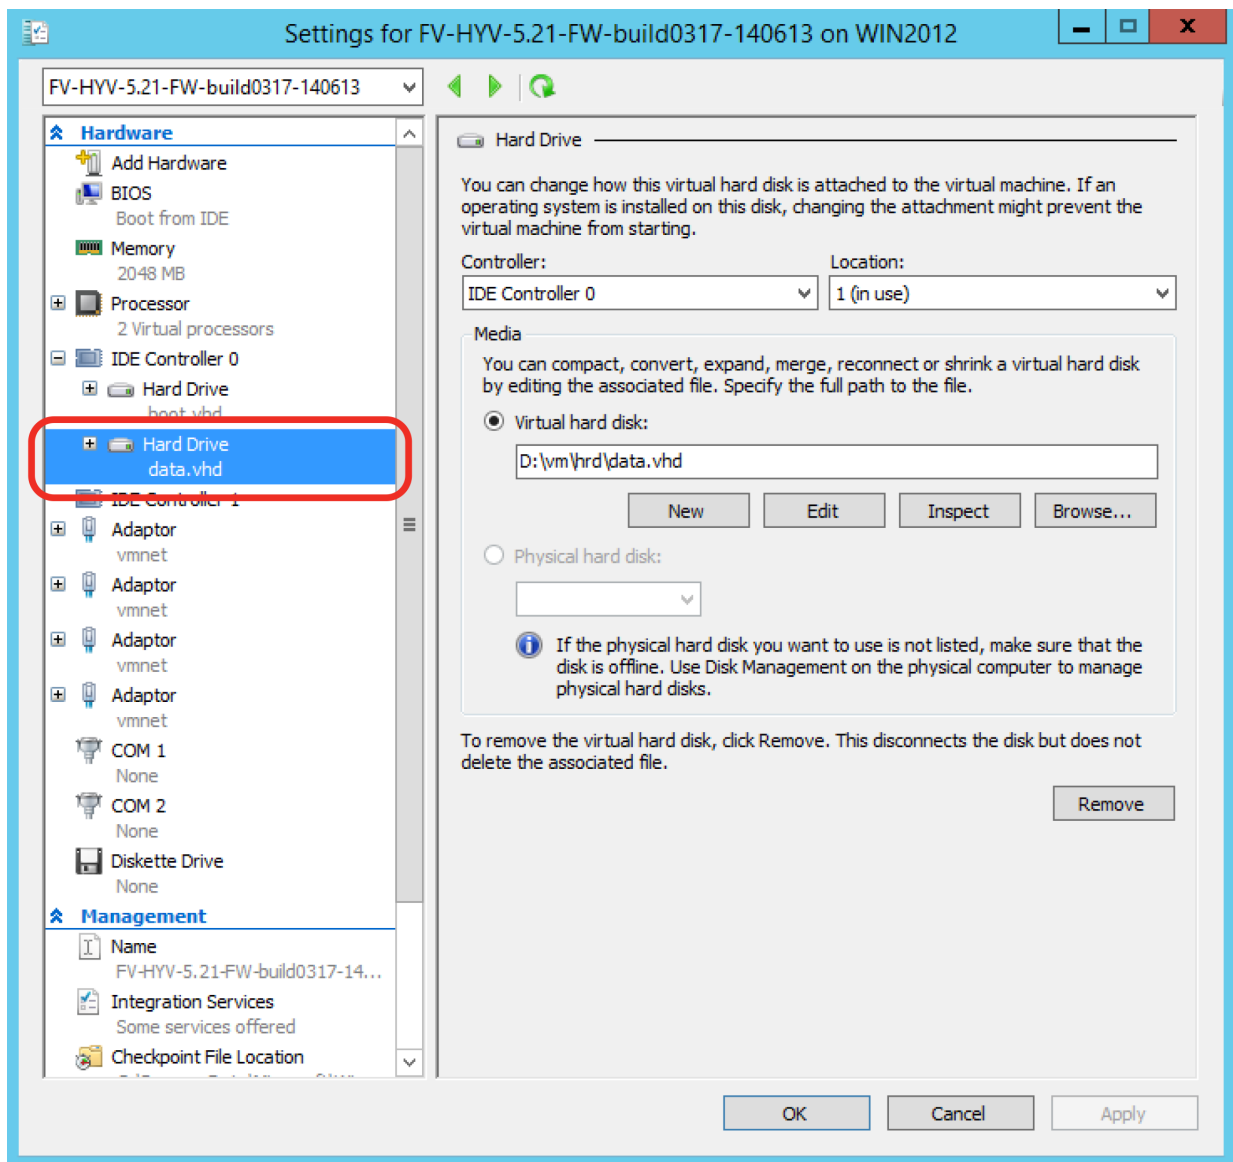 Settings for FV-HYV-5.21-FW-build0317-140613 on WIN2012
FV-HYV-5.21-FW-build0317-140613
Hardware
Add Hardware
BIOS
Boot from IDE
Memory
2048 MB
Processor
2 Virtual processors
IDE Controller 0
Hard Drive
boot.vhd
Hard Drive
data.vhd
IDE Controller 1
Adaptor
vmnet
Adaptor
vmnet
Adaptor
vmnet
Adaptor
vmnet
COM 1
None
COM 2
None
Diskette Drive
None
Management
Name
FV-HYV-5.21-FW-build0317-14...
Integration Services
Some services offered
Checkpoint File Location
Hard Drive
You can change how this virtual hard disk is attached to the virtual machine. If an
operating system is installed on this disk, changing the attachment might prevent the
virtual machine from starting.
Controller:
Location:
IDE Controller 0
1 (in use)
Media
You can compact, convert, expand, merge, reconnect or shrink a virtual hard disk
by editing the associated file. Specify the full path to the file.
Virtual hard disk:
D:\vm\hrd\data.vhd
New
Edit
Inspect
Browse...
Physical hard disk:
If the physical hard disk you want to use is not listed, make sure that the
disk is offline. Use Disk Management on the physical computer to manage
physical hard disks.
To remove the virtual hard disk, click Remove. This disconnects the disk but does not
delete the associated file.
Remove
OK
Cancel
Apply